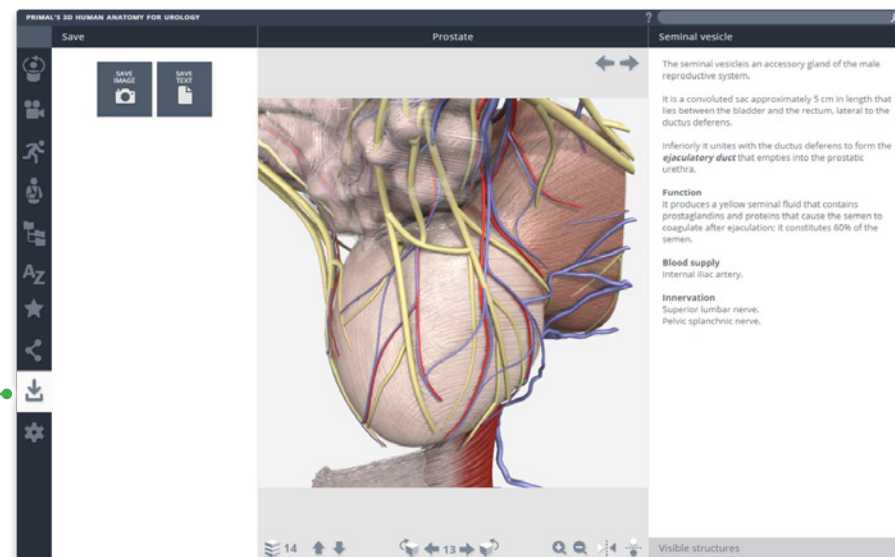 PRIMAL'S 3D HUMAN ANATOMY FOR UROLOGY
?
Save
Prostate
Seminal vesicle
SAVE
IMAGE
SAVE
TEXT
The seminal vesicleis an accessory gland of the male
reproductive system.
It is a convoluted sac approximately 5 cm in length that
lies between the bladder and the rectum, lateral to the
ductus deferens.
Inferiorly it unites with the ductus deferens to form the
ejaculatory duct that empties into the prostatic
urethra.
Function
It produces a yellow seminal fluid that contains
prostaglandins and proteins that cause the semen to
coagulate after ejaculation; it constitutes 60% of the
semen.
Blood supply
Internal iliac artery.
Innervation
Superior lumbar nerve.
Pelvic splanchnic nerve.
AZ
14
13
Visible structures